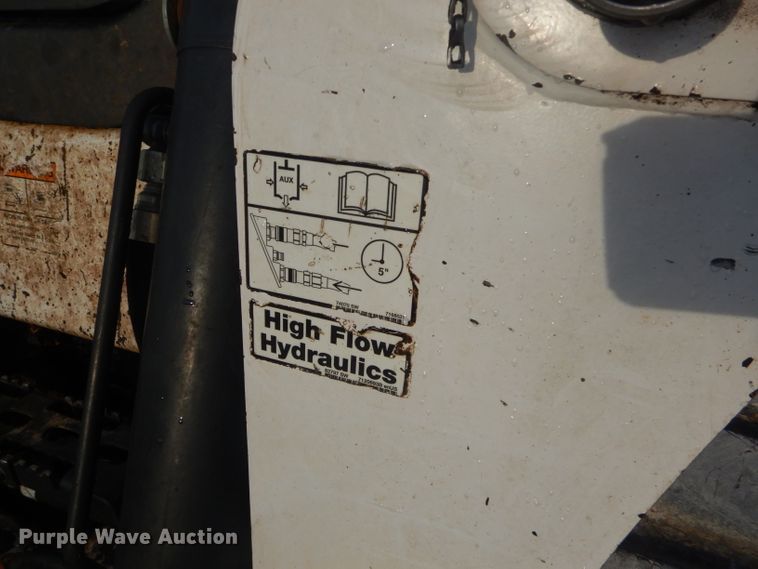 AUX
5"
High Flow
Hydraulics
Purple Wave Auction